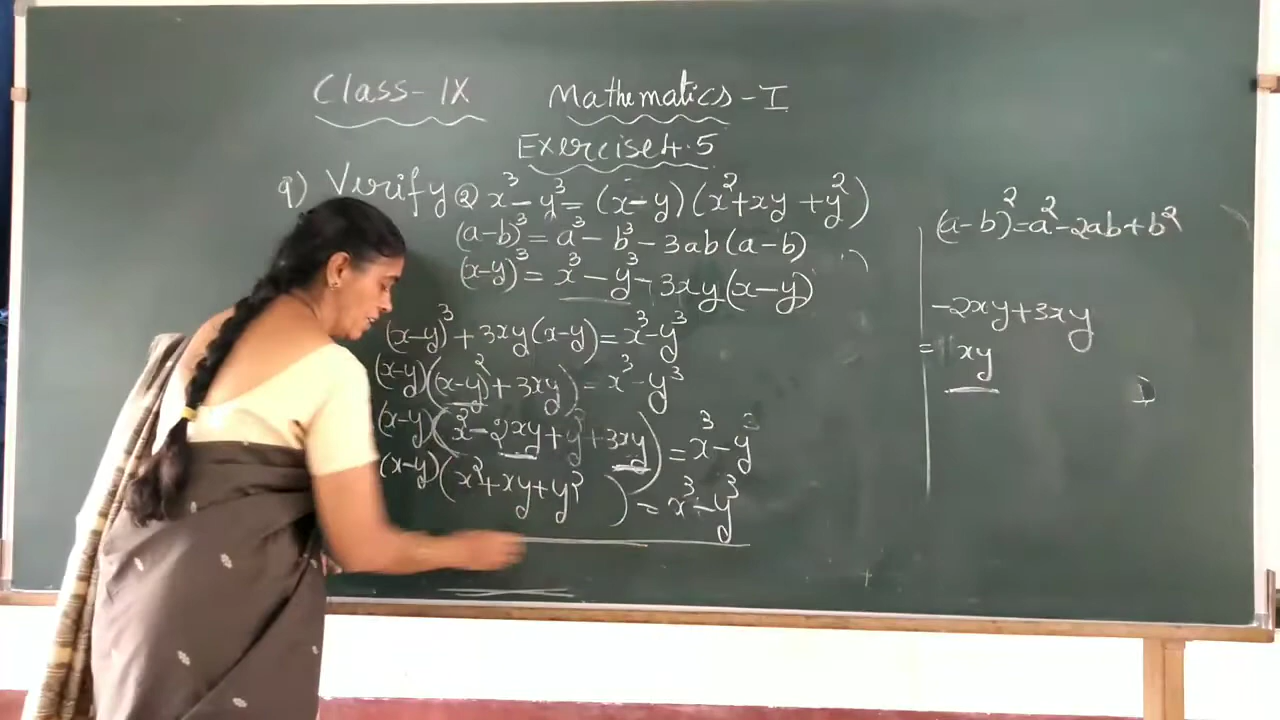 Class-IX Mathematics-I
Exercise 4.5
9) Verify ② x³-y³=(x-y)(x²+xy+y²)
(a-b)³=a³-b³-3ab(a-b)
(x-y)³=x³-y³-3xy(x-y)
(x-y)³+3xy(x-y)=x³-y³
(x-y)((x-y)²+3xy)=x³-y³
(x-y)(x²-2xy+y²+3xy)=x³-y³
(x-y)(x²+xy+y²)=x³-y³
(a-b)²=a²-2ab+b²
-2xy+3xy
= xy